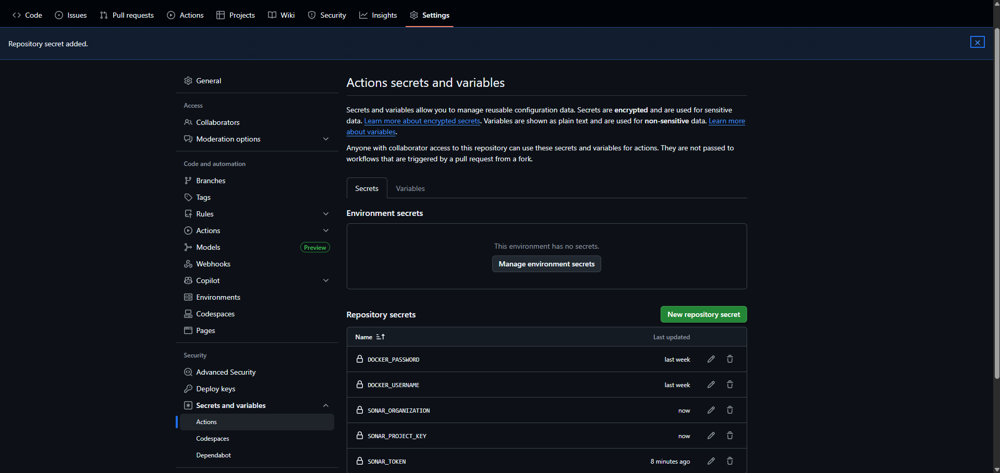 Code
Issues
Pull requests
Actions
Projects
Wiki
Security
Insights
Settings
Repository secret added.
General
Access
Collaborators
Moderation options
Code and automation
Branches
Tags
Rules
Actions
Models
Preview
Webhooks
Copilot
Environments
Codespaces
Pages
Security
Advanced Security
Deploy keys
Secrets and variables
Actions
Codespaces
Dependabot
Actions secrets and variables
Secrets and variables allow you to manage reusable configuration data. Secrets are encrypted and are used for sensitive
data. Learn more about encrypted secrets. Variables are shown as plain text and are used for non-sensitive data. Learn more
about variables.
Anyone with collaborator access to this repository can use these secrets and variables for actions. They are not passed to
workflows that are triggered by a pull request from a fork.
Secrets
Variables
Environment secrets
This environment has no secrets.
Manage environment secrets
Repository secrets
New repository secret
Name
Last updated
DOCKER_PASSWORD
last week
DOCKER_USERNAME
last week
SONAR_ORGANIZATION
now
SONAR_PROJECT_KEY
now
SONAR_TOKEN
8 minutes ago